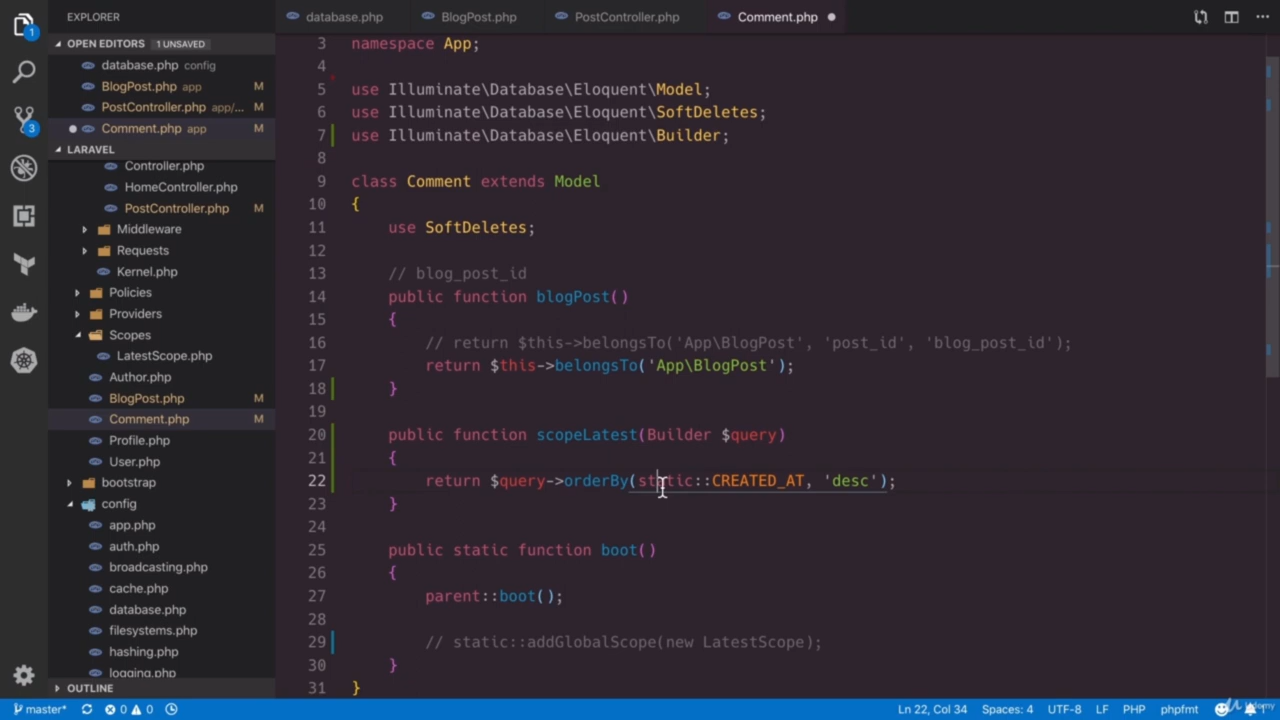 EXPLORER
database.php
BlogPost.php
PostController.php
Comment.php
1
OPEN EDITORS 1 UNSAVED
database.php config
BlogPost.php app M
PostController.php app/... M
Comment.php app M
3
LARAVEL
Controller.php
HomeController.php
PostController.php M
Middleware
Requests
Kernel.php
Policies
Providers
Scopes
LatestScope.php
Author.php
BlogPost.php M
Comment.php M
Profile.php
User.php
bootstrap
config
app.php
auth.php
broadcasting.php
cache.php
database.php
filesystems.php
hashing.php
logging.php
OUTLINE
3 namespace App;
4
5 use Illuminate\Database\Eloquent\Model;
6 use Illuminate\Database\Eloquent\SoftDeletes;
7 use Illuminate\Database\Eloquent\Builder;
8
9 class Comment extends Model
10 {
11 use SoftDeletes;
12
13 // blog_post_id
14 public function blogPost()
15 {
16 // return $this->belongsTo('App\BlogPost', 'post_id', 'blog_post_id');
17 return $this->belongsTo('App\BlogPost');
18 }
19
20 public function scopeLatest(Builder $query)
21 {
22 return $query->orderBy(static::CREATED_AT, 'desc');
23 }
24
25 public static function boot()
26 {
27 parent::boot();
28
29 // static::addGlobalScope(new LatestScope);
30 }
31 }
master* 0 0 Ln 22, Col 34 Spaces: 4 UTF-8 LF PHP phpfmt 1
Udemy